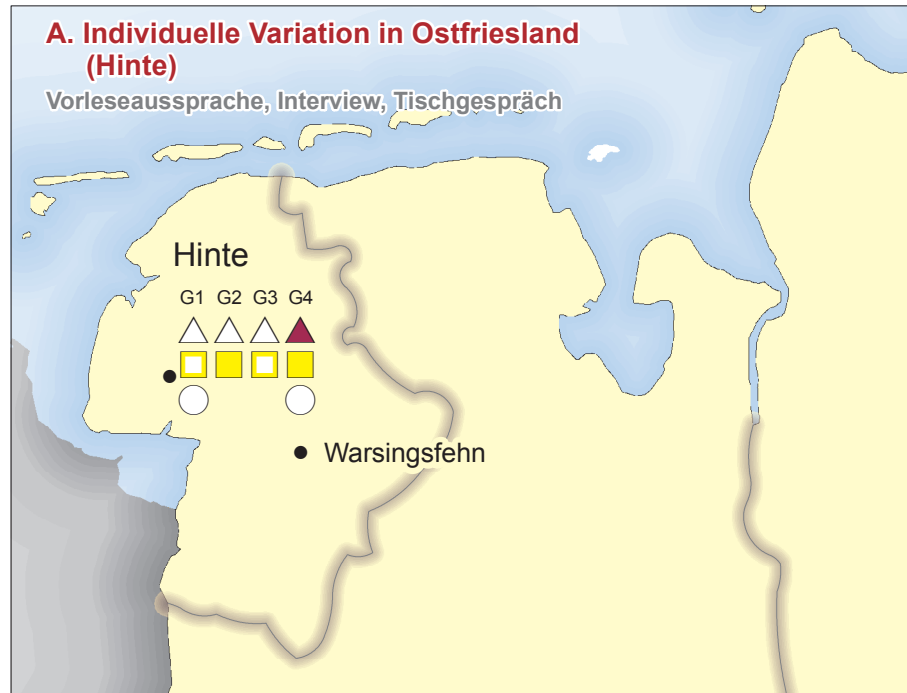 A. Individuelle Variation in Ostfriesland
(Hinte)
Vorleseaussprache, Interview, Tischgespräch
Hinte
G1 G2 G3 G4
Warsingsfehn